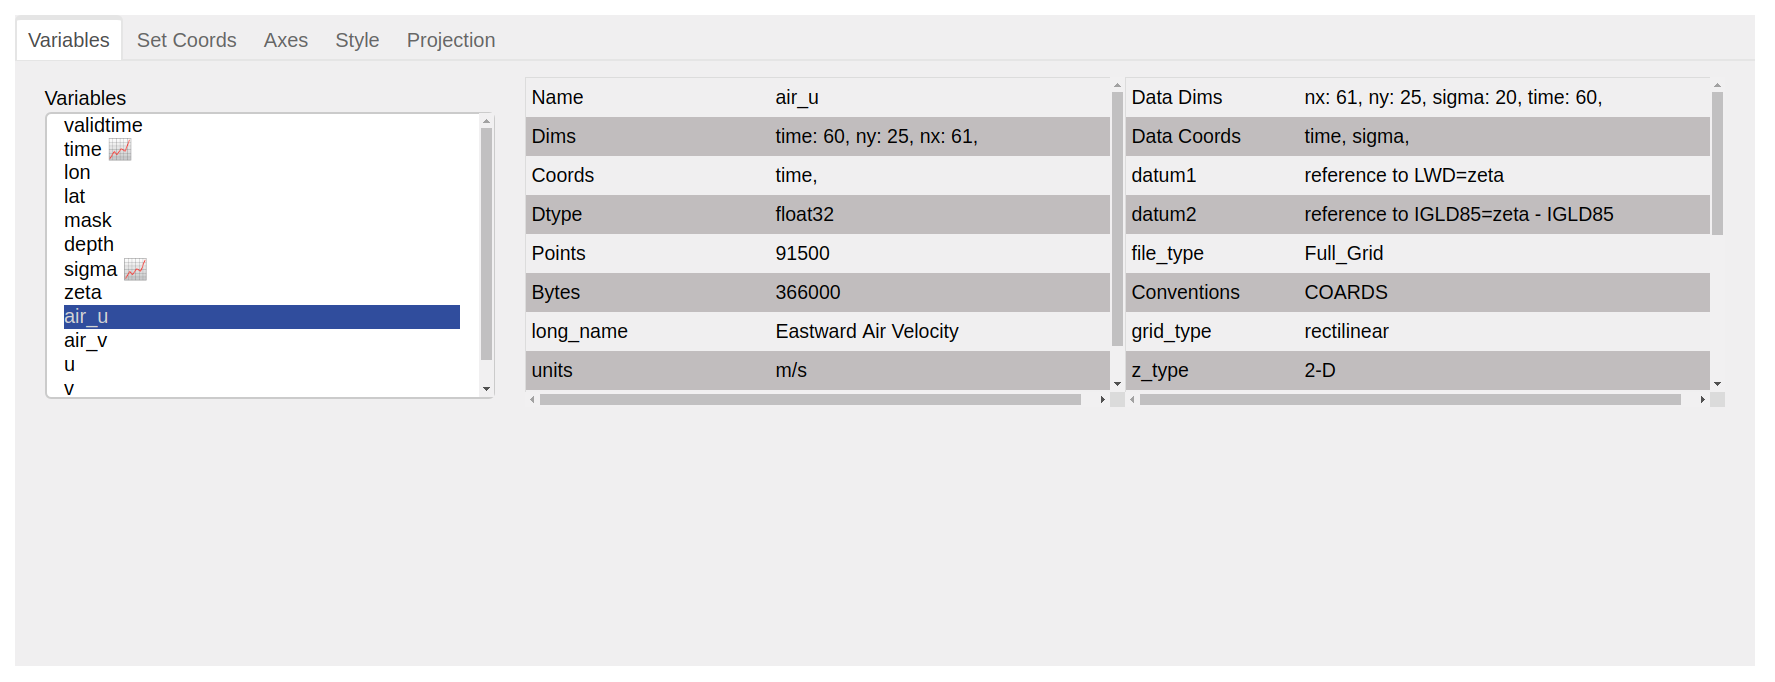 Variables Set Coords Axes Style Projection
Variables
validtime
time
lon
lat
mask
depth
sigma
zeta
air_u
air_v
u
v
Name air_u
Dims time: 60, ny: 25, nx: 61,
Coords time,
Dtype float32
Points 91500
Bytes 366000
long_name Eastward Air Velocity
units m/s
Data Dims nx: 61, ny: 25, sigma: 20, time: 60,
Data Coords time, sigma,
datum1 reference to LWD=zeta
datum2 reference to IGLD85=zeta - IGLD85
file_type Full_Grid
Conventions COARDS
grid_type rectilinear
z_type 2-D